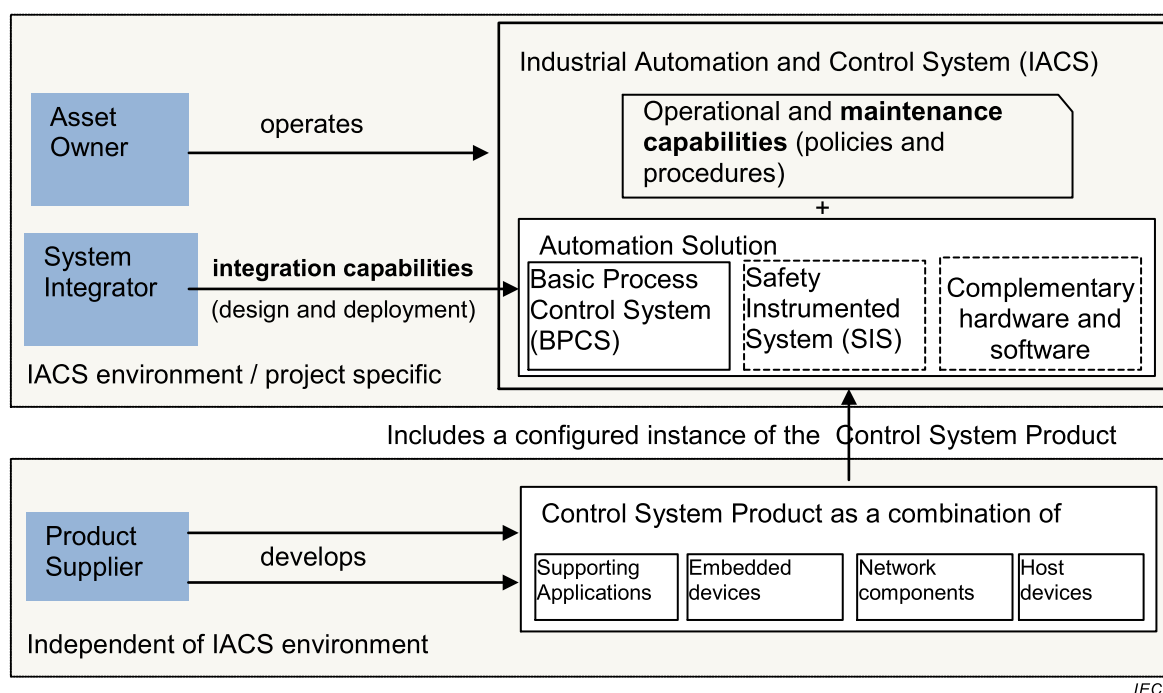 Industrial Automation and Control System (IACS)
Asset
Owner
operates
Operational and maintenance
capabilities (policies and
procedures)
+
System
Integrator
integration capabilities
(design and deployment)
Automation Solution
Basic Process
Control System
(BPCS)
Safety
Instrumented
System (SIS)
Complementary
hardware and
software
IACS environment / project specific
Includes a configured instance of the Control System Product
Product
Supplier
develops
Control System Product as a combination of
Supporting
Applications
Embedded
devices
Network
components
Host
devices
Independent of IACS environment
IEC